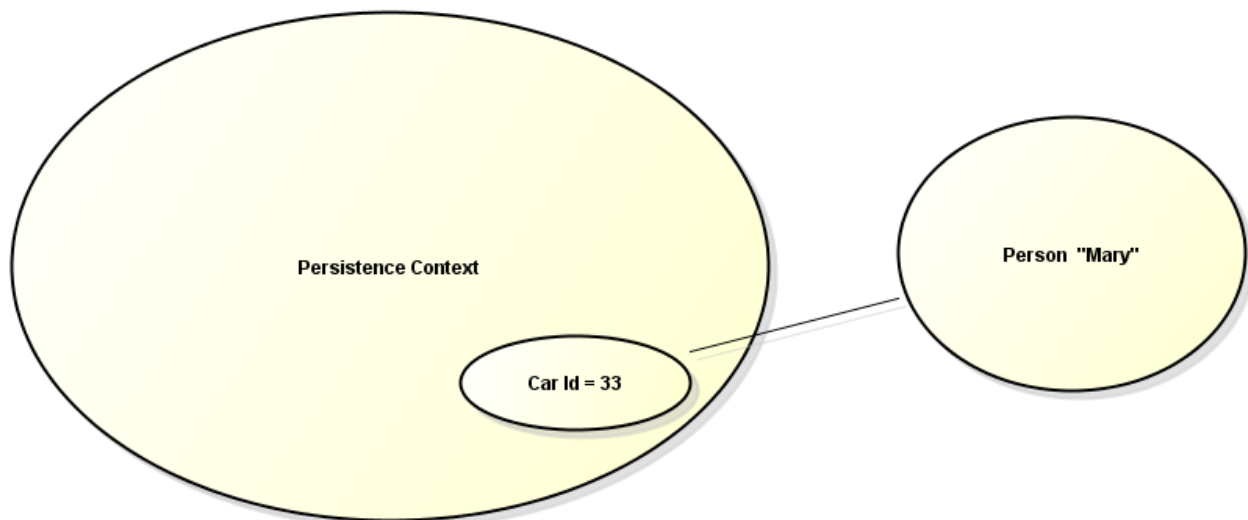 Persistence Context
Person "Mary"
Car Id = 33